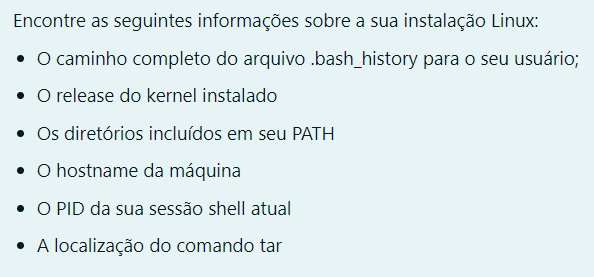 Encontre as seguintes informações sobre a sua instalação Linux:
• O caminho completo do arquivo .bash_history para o seu usuário;
• O release do kernel instalado
• Os diretórios incluídos em seu PATH
• O hostname da máquina
• O PID da sua sessão shell atual
• A localização do comando tar